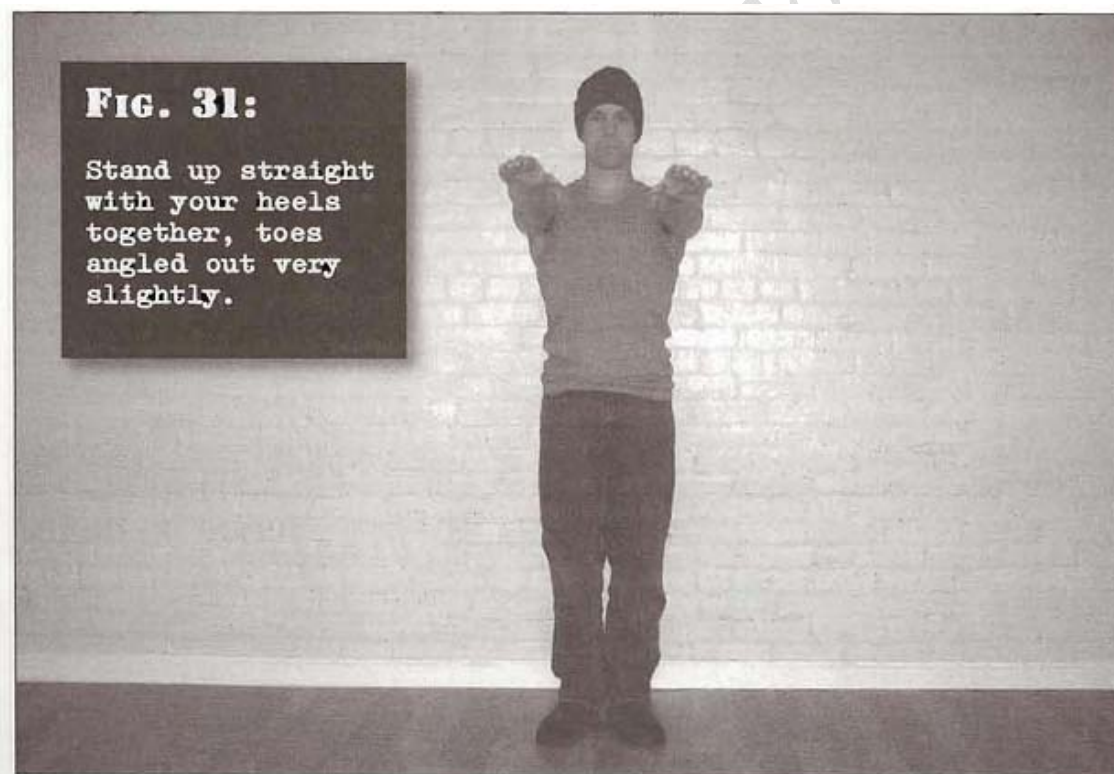 FIG. 31:
Stand up straight
with your heels
together, toes
angled out very
slightly.